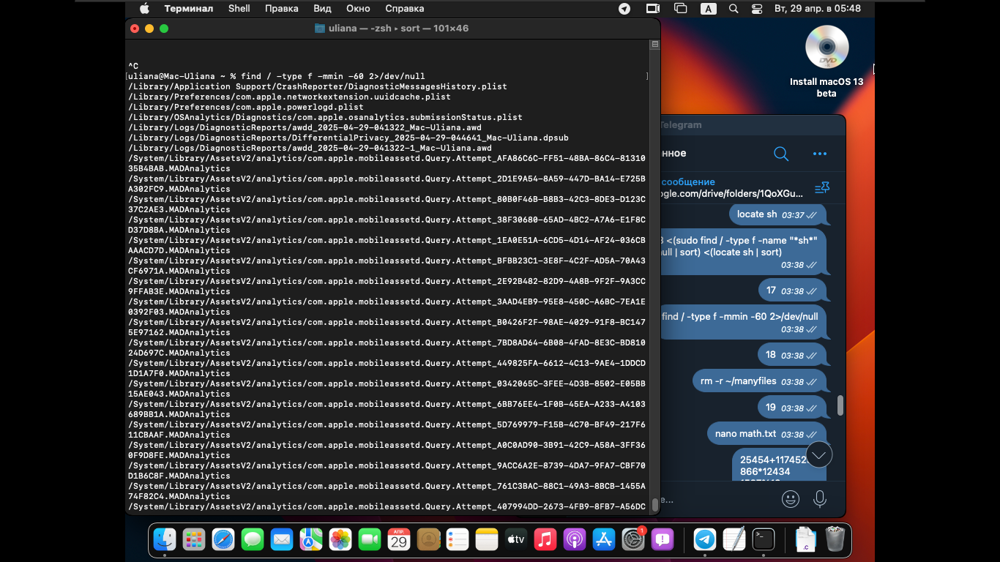 Терминал Shell Правка Вид Окно Справка A Вт, 29 апр. в 05:48
uliana — -zsh ▸ sort — 101×46
^C
uliana@Mac-Uliana ~ % find / -type f -mmin -60 2>/dev/null
/Library/Application Support/CrashReporter/DiagnosticMessagesHistory.plist
/Library/Preferences/com.apple.networkextension.uuidcache.plist
/Library/Preferences/com.apple.powerlogd.plist
/Library/OSAnalytics/Diagnostics/com.apple.osanalytics.submissionStatus.plist
/Library/Logs/DiagnosticReports/awdd_2025-04-29-041322_Mac-Uliana.awd
/Library/Logs/DiagnosticReports/DifferentialPrivacy_2025-04-29-044641_Mac-Uliana.dpsub
/Library/Logs/DiagnosticReports/awdd_2025-04-29-041322-1_Mac-Uliana.awd
/System/Library/AssetsV2/analytics/com.apple.mobileassetd.Query.Attempt_AFA86C6C-FF51-48BA-86C4-81310
35B4BAB.MADAnalytics
/System/Library/AssetsV2/analytics/com.apple.mobileassetd.Query.Attempt_2D1E9A54-8A59-447D-BA14-E725B
A302FC9.MADAnalytics
/System/Library/AssetsV2/analytics/com.apple.mobileassetd.Query.Attempt_80B0F46B-B8B3-42C3-8DE3-D123C
37C2AE3.MADAnalytics
/System/Library/AssetsV2/analytics/com.apple.mobileassetd.Query.Attempt_38F30680-65AD-4BC2-A7A6-E1F8C
D37D8BA.MADAnalytics
/System/Library/AssetsV2/analytics/com.apple.mobileassetd.Query.Attempt_1EA0E51A-6CD5-4D14-AF24-036CB
AAACD7D.MADAnalytics
/System/Library/AssetsV2/analytics/com.apple.mobileassetd.Query.Attempt_BFBB23C1-3E8F-4C2F-AD5A-70A43
CF6971A.MADAnalytics
/System/Library/AssetsV2/analytics/com.apple.mobileassetd.Query.Attempt_2E92B482-82D9-4A8B-9F2F-9A3CC
9FFAB3E.MADAnalytics
/System/Library/AssetsV2/analytics/com.apple.mobileassetd.Query.Attempt_3AAD4EB9-95E8-450C-A6BC-7EA1E
0392F03.MADAnalytics
/System/Library/AssetsV2/analytics/com.apple.mobileassetd.Query.Attempt_B0426F2F-98AE-4029-91F8-BC147
5E97162.MADAnalytics
/System/Library/AssetsV2/analytics/com.apple.mobileassetd.Query.Attempt_7BD8AD64-6B08-4FAD-8E3C-BD810
24D697C.MADAnalytics
/System/Library/AssetsV2/analytics/com.apple.mobileassetd.Query.Attempt_449825FA-6612-4C13-9AE4-1DDCD
1D1A7F0.MADAnalytics
/System/Library/AssetsV2/analytics/com.apple.mobileassetd.Query.Attempt_0342065C-3FEE-4D3B-8502-E05BB
15AE043.MADAnalytics
/System/Library/AssetsV2/analytics/com.apple.mobileassetd.Query.Attempt_6BB76EE4-1F0B-45EA-A233-A4103
689BB1A.MADAnalytics
/System/Library/AssetsV2/analytics/com.apple.mobileassetd.Query.Attempt_5D769979-F15B-4C70-BF49-217F6
11CBAAF.MADAnalytics
/System/Library/AssetsV2/analytics/com.apple.mobileassetd.Query.Attempt_A0C0AD90-3B91-42C9-A58A-3FF36
0F9D8FE.MADAnalytics
/System/Library/AssetsV2/analytics/com.apple.mobileassetd.Query.Attempt_9ACC6A2E-8739-4DA7-9FA7-CBF70
D1B6C8F.MADAnalytics
/System/Library/AssetsV2/analytics/com.apple.mobileassetd.Query.Attempt_761C3BAC-88C1-49A3-8BCB-1455A
74F82C4.MADAnalytics
/System/Library/AssetsV2/analytics/com.apple.mobileassetd.Query.Attempt_407994DD-2673-4FB9-8FB7-A56DC
DVD
Install macOS 13
beta
Telegram
нное
сообщение
ogle.com/drive/folders/1QoXGu...
locate sh 03:37
3 <(sudo find / -type f -name "*sh*"
ull | sort) <(locate sh | sort)
03:38
17 03:38
find / -type f -mmin -60 2>/dev/null
03:38
18 03:38
rm -r ~/manyfiles 03:38
19 03:38
nano math.txt 03:38
25454+117452
866*12434
е...
АПР.
29
tv
1
.c